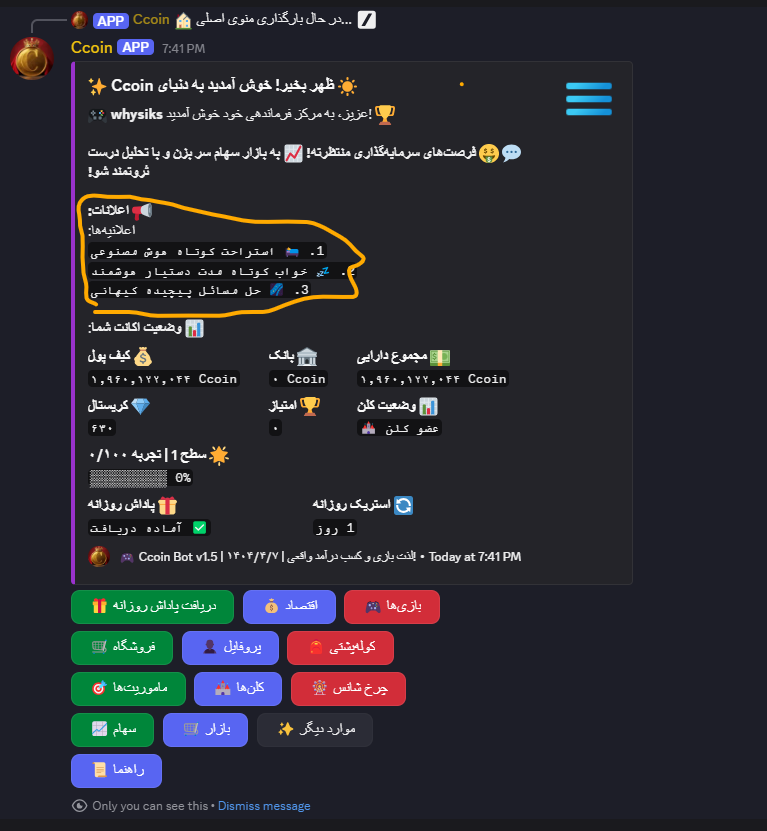 APP Ccoin در حال بارگذاری منوی اصلی...
Ccoin APP 7:41 PM
ظهر بخیر! خوش آمدید به دنیای Ccoin
whysiks عزیز، به مرکز فرماندهی خود خوش آمدید!
فرصت‌های سرمایه‌گذاری منتظرته! به بازار سهام سر بزن و با تحلیل درست
ثروتمند شو!
اعلانات:
اعلانیه‌ها:
1. استراحت کوتاه هوش مصنوعی
2. خواب کوتاه مدت دستیار هوشمند
3. حل مسائل پیچیده کیهانی
وضعیت اکانت شما:
کیف پول
بانک
مجموع دارایی
۱,۹۶۰,۱۲۲,۰۴۴ Ccoin
۰ Ccoin
۱,۹۶۰,۱۲۲,۰۴۴ Ccoin
کریستال
امتیاز
وضعیت کلن
۶۳۰
۰
عضو کلن
سطح 1 | تجربه ۰/۱۰۰
0%
پاداش روزانه
استریک روزانه
آماده دریافت
1 روز
Ccoin Bot v1.5 | ۱۴۰۴/۴/۷ | لذت بازی و کسب درآمد واقعی! • Today at 7:41 PM
دریافت پاداش روزانه
اقتصاد
بازی‌ها
فروشگاه
پروفایل
کوله‌پشتی
ماموریت‌ها
کلن‌ها
چرخ شانس
سهام
بازار
موارد دیگر
راهنما
Only you can see this • Dismiss message